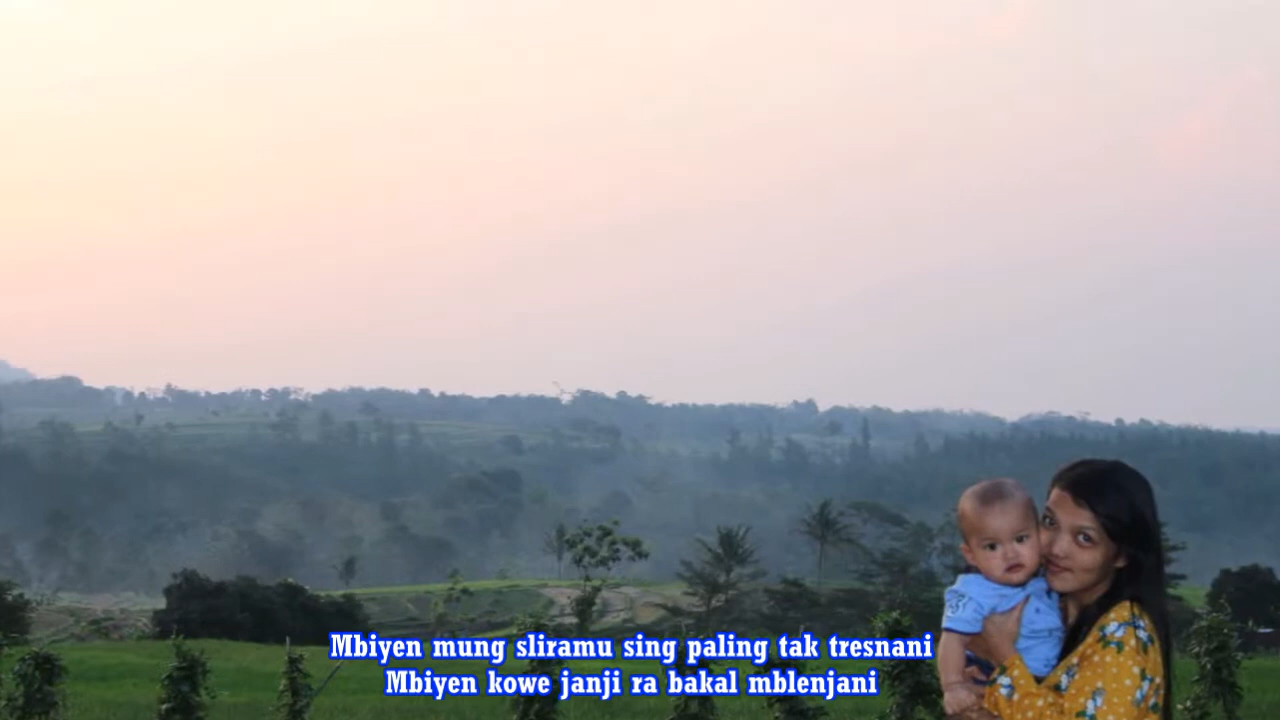 Mbiyen mung sliramu sing paling tak tresnani
Mbiyen kowe janji ra bakal mblenjani